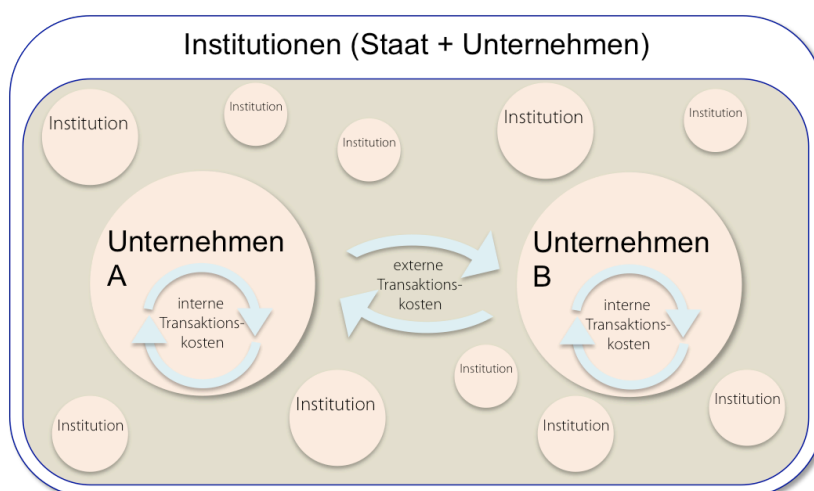 Institutionen (Staat + Unternehmen)
Institution
Institution
Institution
Institution
Institution
Unternehmen
A
interne
Transaktions-
kosten
externe
Transaktions-
kosten
Unternehmen
B
interne
Transaktions-
kosten
Institution
Institution
Institution
Institution
Institution